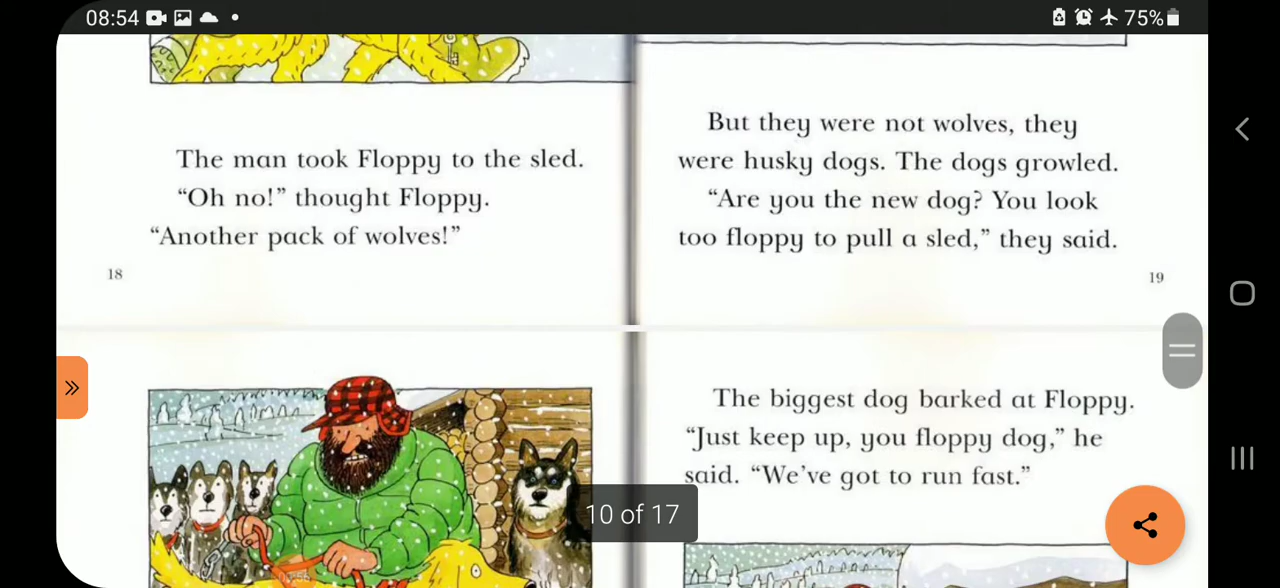 08:54
75%
The man took Floppy to the sled.
“Oh no!” thought Floppy.
“Another pack of wolves!”
18
But they were not wolves, they
were husky dogs. The dogs growled.
“Are you the new dog? You look
too floppy to pull a sled,” they said.
19
The biggest dog barked at Floppy.
“Just keep up, you floppy dog,” he
said. “We’ve got to run fast.”
10 of 17